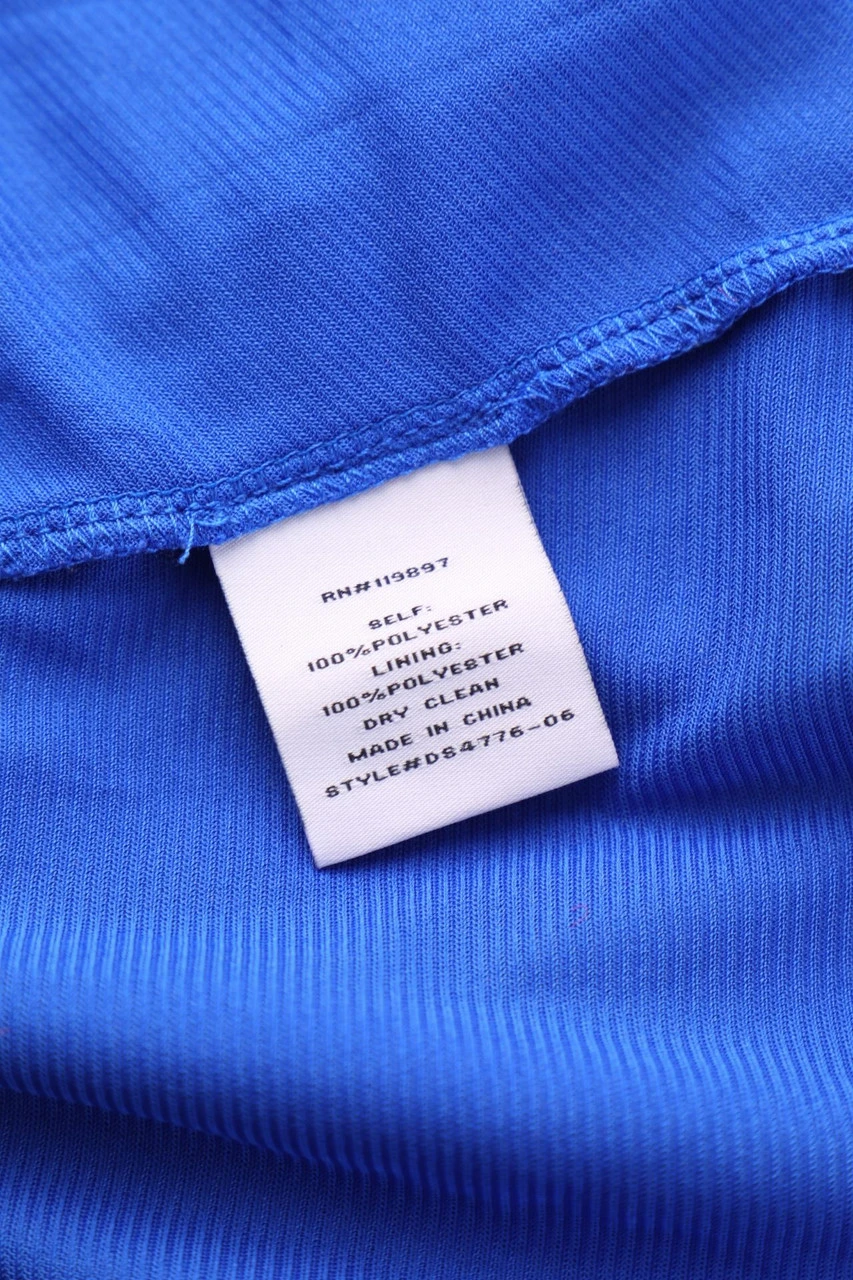 RN#119897
SELF:
100%POLYESTER
LINING:
100%POLYESTER
DRY CLEAN
MADE IN CHINA
STYLE#DS4776-06